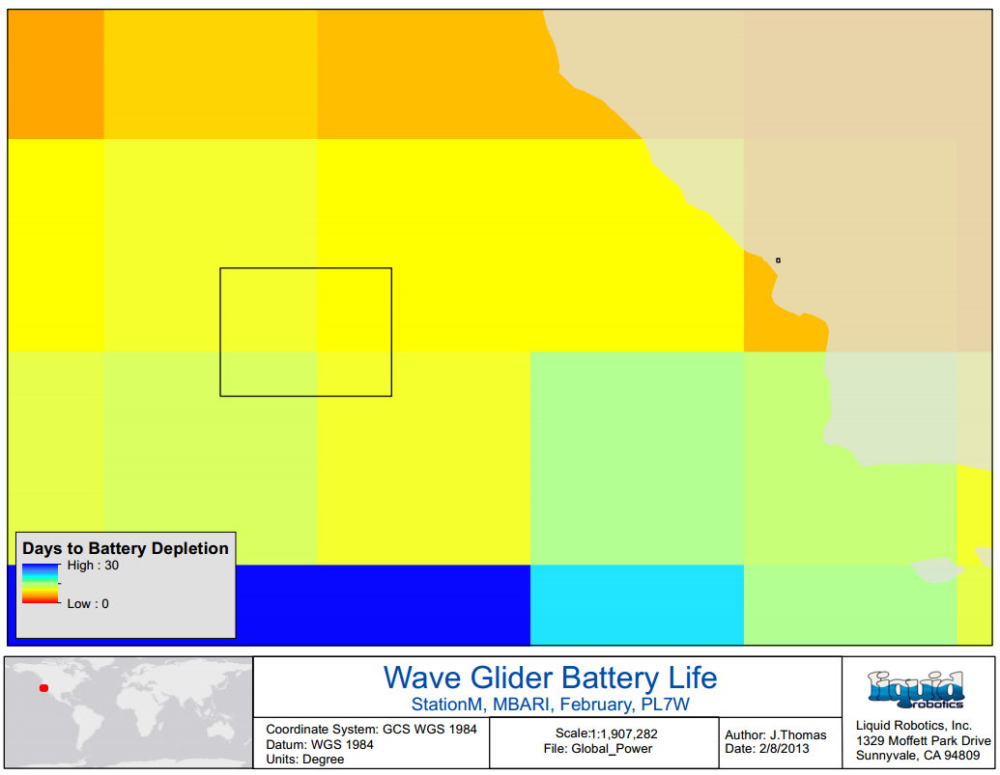 Days to Battery Depletion
High : 30
Low : 0
Wave Glider Battery Life
StationM, MBARI, February, PL7W
Coordinate System: GCS WGS 1984
Datum: WGS 1984
Units: Degree
Scale:1:1,907,282
File: Global_Power
Author: J.Thomas
Date: 2/8/2013
liquid
robotics
Liquid Robotics, Inc.
1329 Moffett Park Drive
Sunnyvale, CA 94809